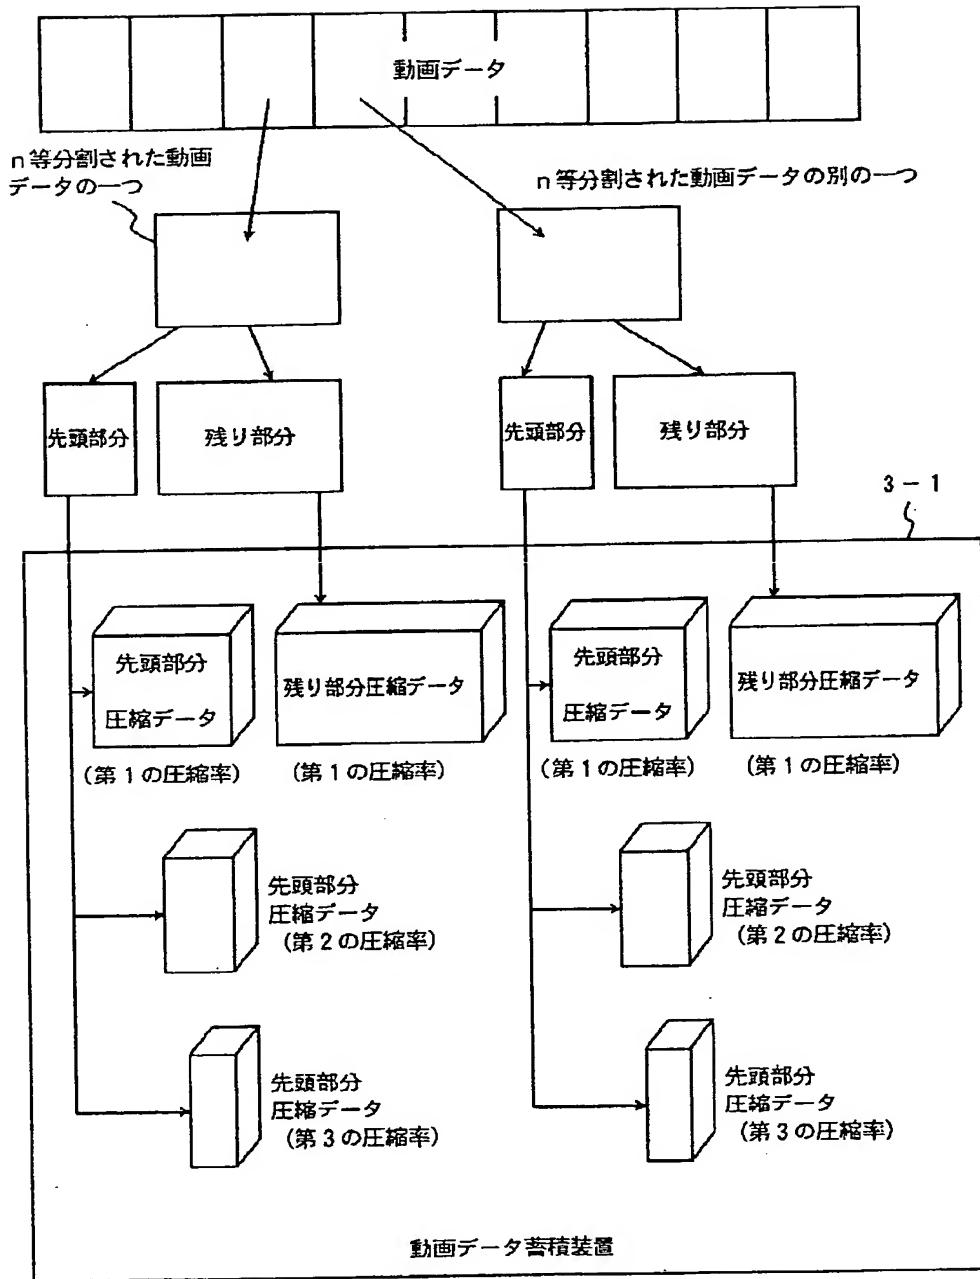 動画データ
n等分割された動画
データの一つ
n等分割された動画データの別の一つ
先頭部分
残り部分
先頭部分
残り部分
3-1
先頭部分
圧縮データ
(第1の圧縮率)
残り部分圧縮データ
(第1の圧縮率)
先頭部分
圧縮データ
(第1の圧縮率)
残り部分圧縮データ
(第1の圧縮率)
先頭部分
圧縮データ
(第2の圧縮率)
先頭部分
圧縮データ
(第2の圧縮率)
先頭部分
圧縮データ
(第3の圧縮率)
先頭部分
圧縮データ
(第3の圧縮率)
動画データ蓄積装置